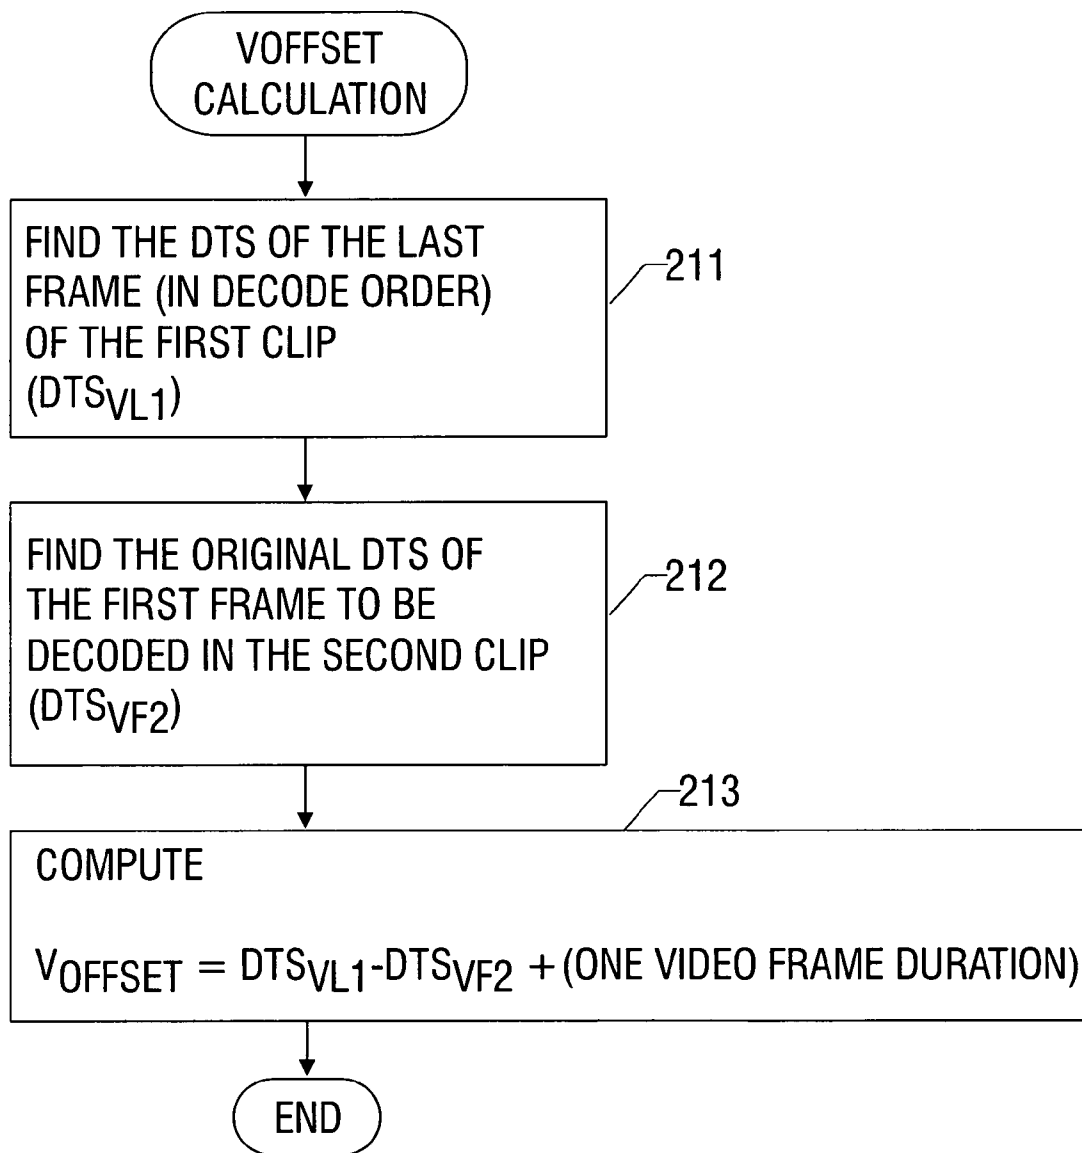 VOFFSET
CALCULATION
FIND THE DTS OF THE LAST
FRAME (IN DECODE ORDER)
OF THE FIRST CLIP
(DTSVL1)
211
FIND THE ORIGINAL DTS OF
THE FIRST FRAME TO BE
DECODED IN THE SECOND CLIP
(DTSVF2)
212
213
COMPUTE
VOFFSET = DTSVL1-DTSVF2 + (ONE VIDEO FRAME DURATION)
END